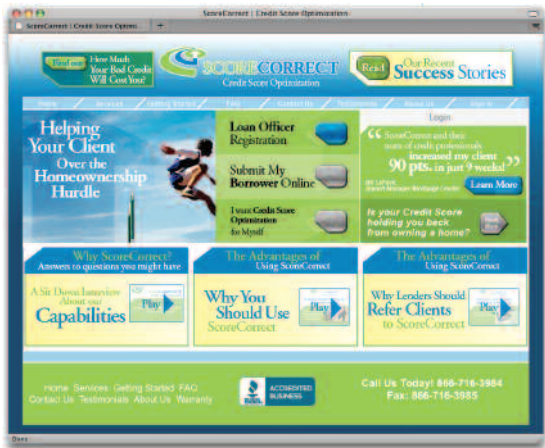 ScoreCorrect | Credit Score Optimization
ScoreCorrect | Credit Score Optimi...
Find out
How Much
Your Bad Credit
Will Cost You!
SCORECORRECT
Credit Score Optimization
Read
Our Recent
Success Stories
Home Services Getting Started FAQ Contact Us Testimonials About Us Sign In
Helping
Your Client
Over the
Homeownership
Hurdle
Loan Officer
Registration
Submit My
Borrower Online
I want Credit Score
Optimization
for Myself
Login
“ScoreCorrect and their
team of credit professionals
increased my client
90 pts. in just 9 weeks!”
Branch Manager Mortgage Lender
Learn More
Is your Credit Score
holding you back
from owning a home?
Why ScoreCorrect?
Answers to questions you might have
A Sit Down Interview
About our
Capabilities
Play
The Advantages of
Using ScoreCorrect
Why You
Should Use
ScoreCorrect
Play
The Advantages of
Using ScoreCorrect
Why Lenders Should
Refer Clients
to ScoreCorrect
Play
Home Services Getting Started FAQ
Contact Us Testimonials About Us Warranty
BBB
ACCREDITED
BUSINESS
Call Us Today! 866-716-3984
Fax: 866-716-3985
Done